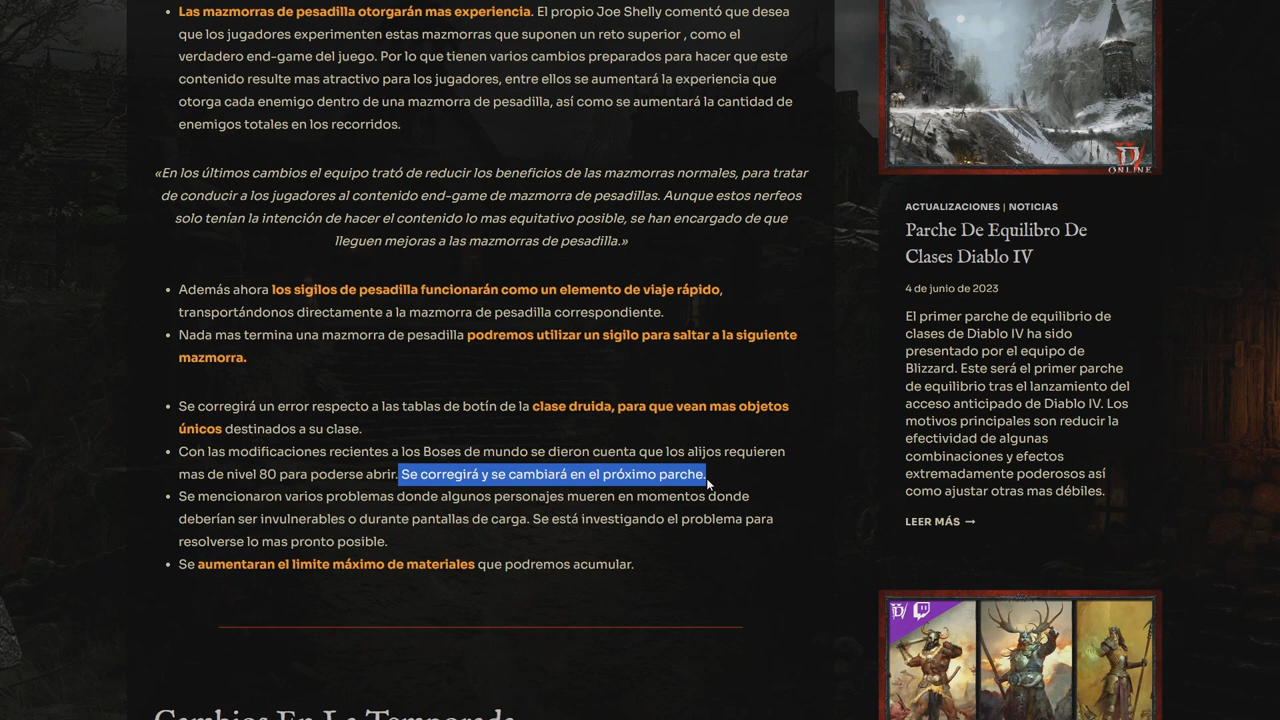 Las mazmorras de pesadilla otorgarán mas experiencia. El propio Joe Shelly comentó que desea
que los jugadores experimenten estas mazmorras que suponen un reto superior , como el
verdadero end-game del juego. Por lo que tienen varios cambios preparados para hacer que este
contenido resulte mas atractivo para los jugadores, entre ellos se aumentará la experiencia que
otorga cada enemigo dentro de una mazmorra de pesadilla, así como se aumentará la cantidad de
enemigos totales en los recorridos.
«En los últimos cambios el equipo trató de reducir los beneficios de las mazmorras normales, para tratar
de conducir a los jugadores al contenido end-game de mazmorra de pesadillas. Aunque estos nerfeos
solo tenían la intención de hacer el contenido lo mas equitativo posible, se han encargado de que
lleguen mejoras a las mazmorras de pesadilla.»
Además ahora los sigilos de pesadilla funcionarán como un elemento de viaje rápido,
transportándonos directamente a la mazmorra de pesadilla correspondiente.
Nada mas termina una mazmorra de pesadilla podremos utilizar un sigilo para saltar a la siguiente
mazmorra.
Se corregirá un error respecto a las tablas de botín de la clase druida, para que vean mas objetos
únicos destinados a su clase.
Con las modificaciones recientes a los Boses de mundo se dieron cuenta que los alijos requieren
mas de nivel 80 para poderse abrir. Se corregirá y se cambiará en el próximo parche.
Se mencionaron varios problemas donde algunos personajes mueren en momentos donde
deberían ser invulnerables o durante pantallas de carga. Se está investigando el problema para
resolverse lo mas pronto posible.
Se aumentaran el limite máximo de materiales que podremos acumular.
Cambios En La Temporada
ONLINE
ACTUALIZACIONES | NOTICIAS
Parche De Equilibro De
Clases Diablo IV
4 de junio de 2023
El primer parche de equilibrio de
clases de Diablo IV ha sido
presentado por el equipo de
Blizzard. Este será el primer parche
de equilibrio tras el lanzamiento del
acceso anticipado de Diablo IV. Los
motivos principales son reducir la
efectividad de algunas
combinaciones y efectos
extremadamente poderosos así
como ajustar otras mas débiles.
LEER MÁS →